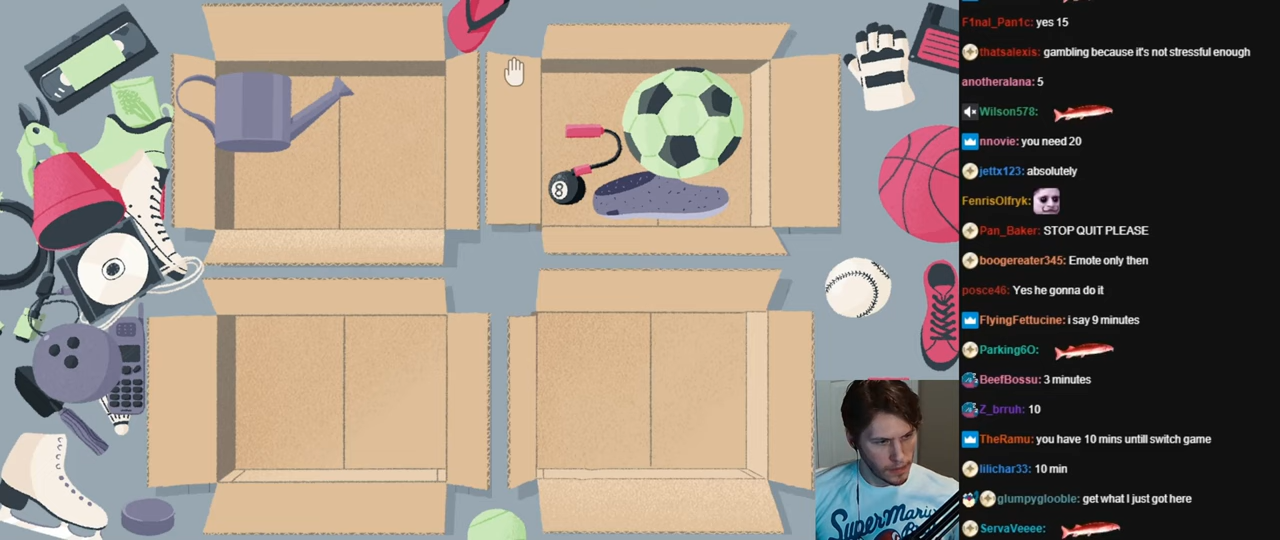 F1nal_Pan1c: yes 15
thatsalexis: gambling because it's not stressful enough
anotheralana: 5
Wilson578:
nnovie: you need 20
jettx123: absolutely
FenrisOlfryk:
Pan_Baker: STOP QUIT PLEASE
boogereater345: Emote only then
posce46: Yes he gonna do it
FlyingFettucine: i say 9 minutes
Parking6O:
BeefBossu: 3 minutes
Z_brruh: 10
TheRamu: you have 10 mins untill switch game
lilichar33: 10 min
glumpyglooble: get what I just got here
ServaVeeee:
8
SUPER MARIO